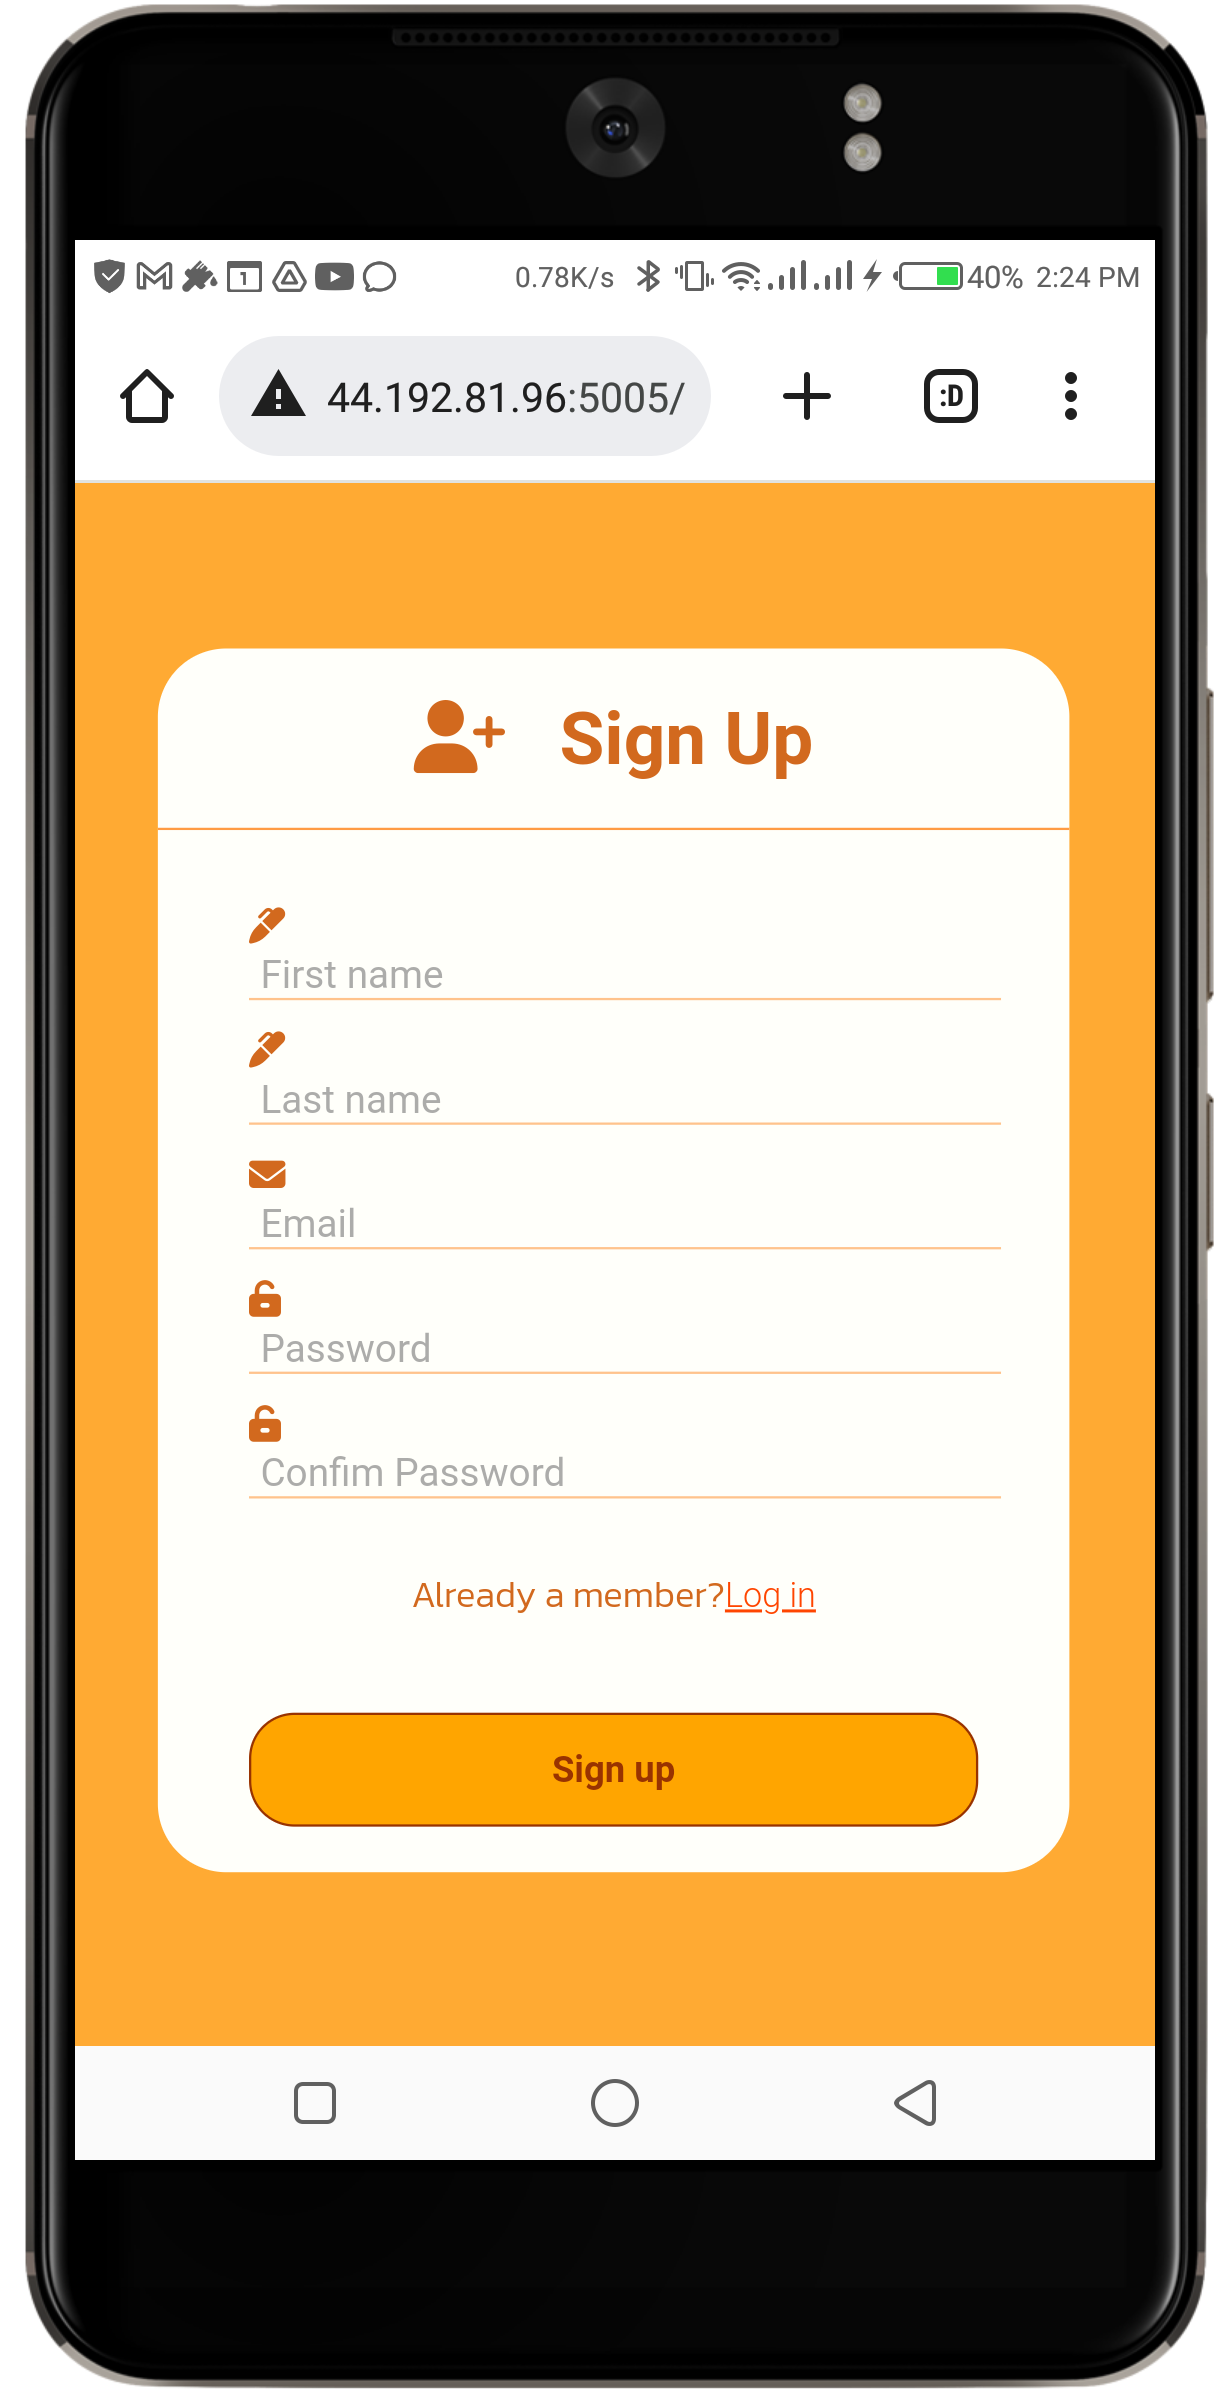 0.78K/s 40% 2:24 PM
44.192.81.96:5005/ :D
Sign Up
First name
Last name
Email
Password
Confim Password
Already a member?Log in
Sign up